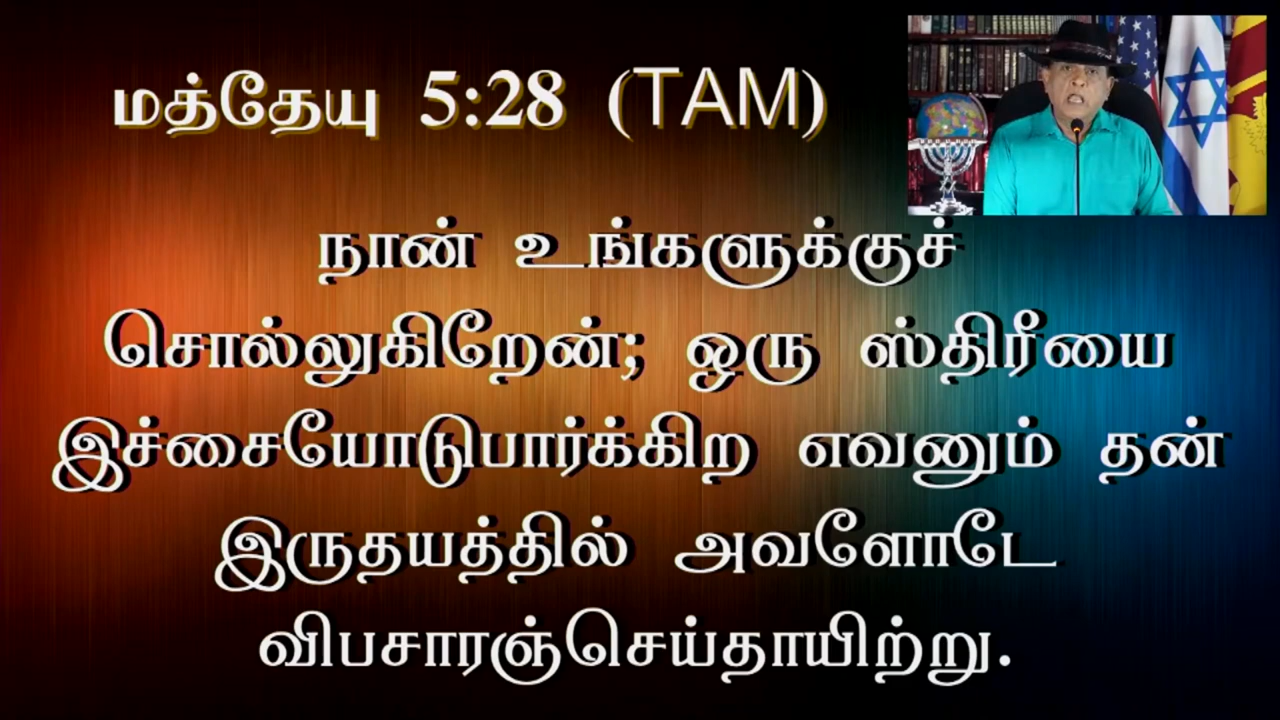 மத்தேயு 5:28 (TAM)
நான் உங்களுக்குச்
சொல்லுகிறேன்; ஒரு ஸ்திரீயை
இச்சையோடுபார்க்கிற எவனும் தன்
இருதயத்தில் அவளோடே
விபசாரஞ்செய்தாயிற்று.